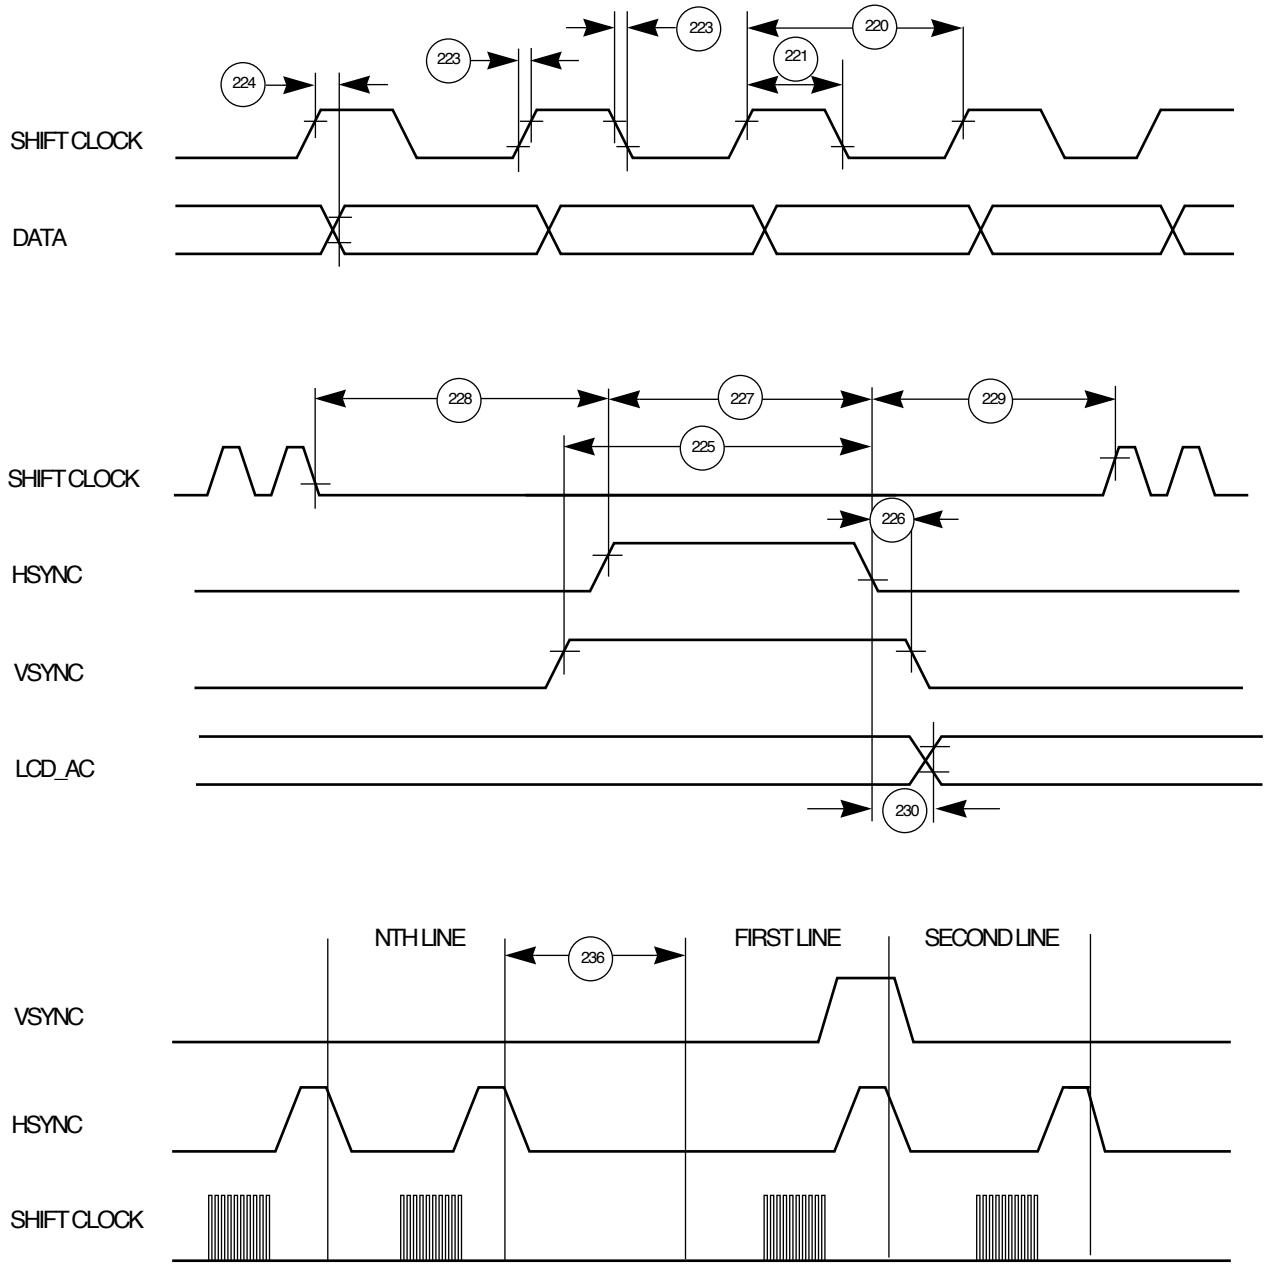 223
220
221
223
224
SHIFT CLOCK
DATA
228
227
229
225
SHIFT CLOCK
226
HSYNC
VSYNC
LCD_AC
230
NTH LINE
FIRST LINE
SECOND LINE
236
VSYNC
HSYNC
SHIFT CLOCK